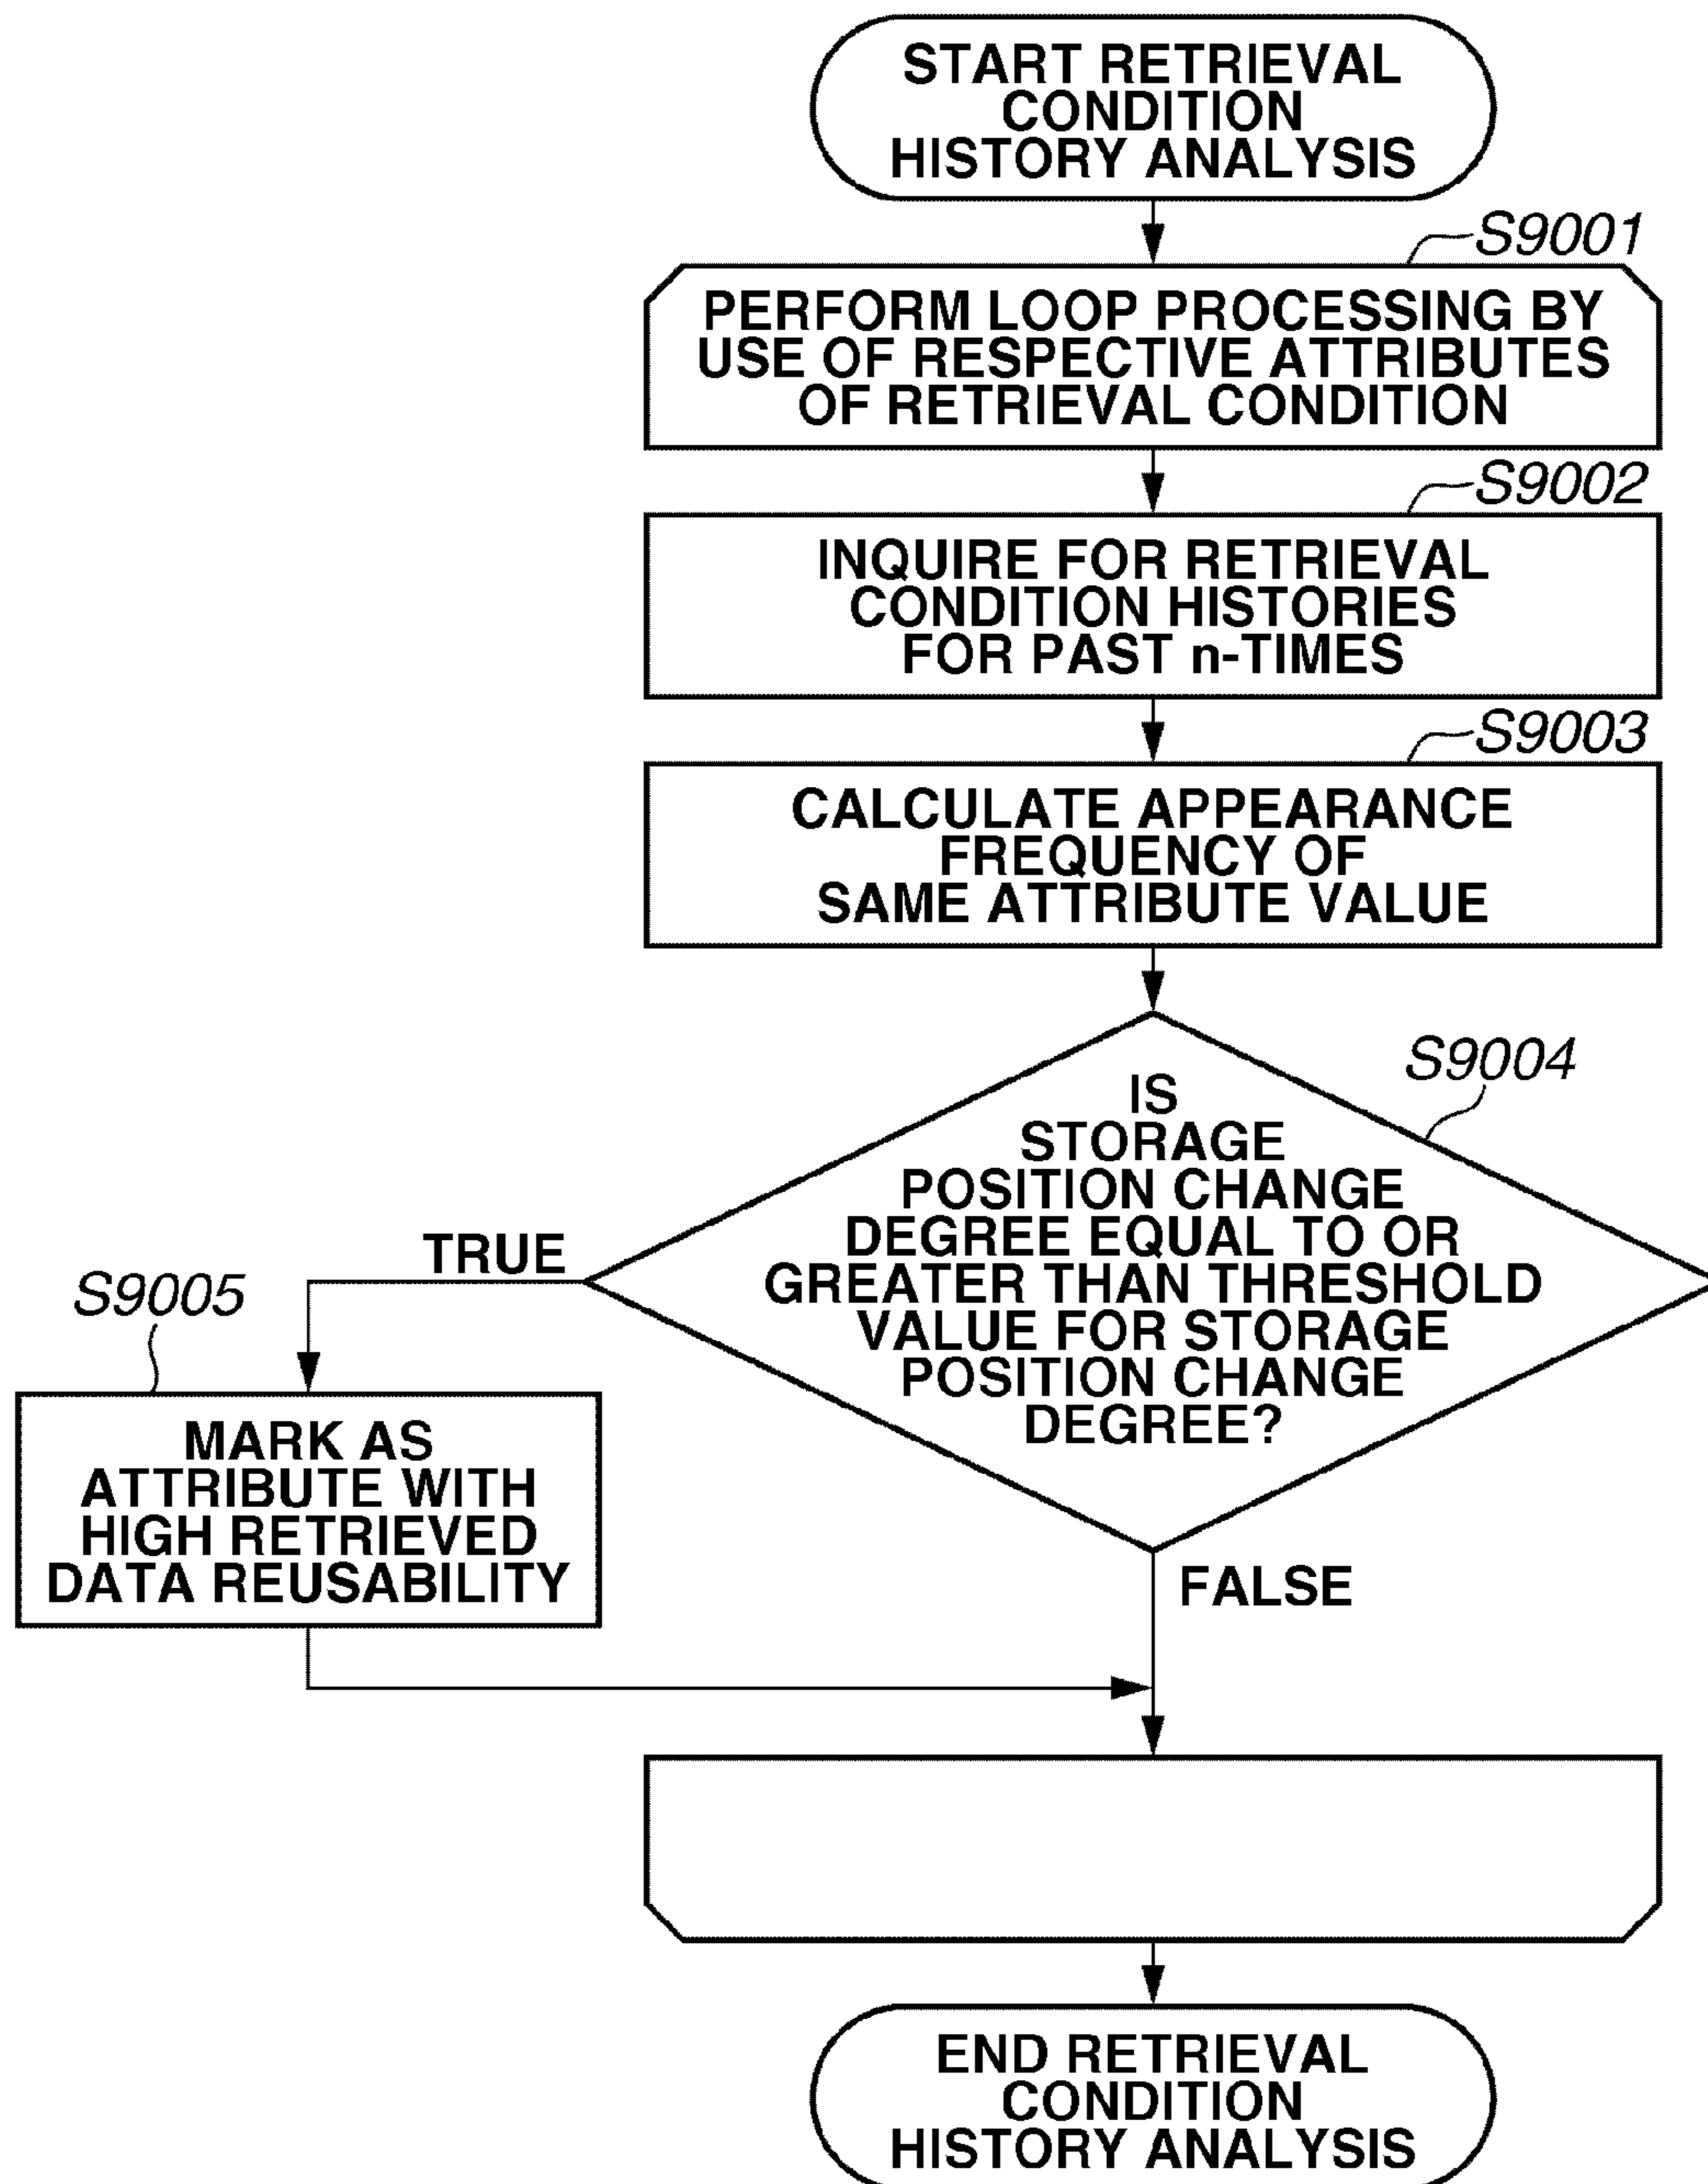 START RETRIEVAL
CONDITION
HISTORY ANALYSIS
S9001
PERFORM LOOP PROCESSING BY
USE OF RESPECTIVE ATTRIBUTES
OF RETRIEVAL CONDITION
S9002
INQUIRE FOR RETRIEVAL
CONDITION HISTORIES
FOR PAST n-TIMES
S9003
CALCULATE APPEARANCE
FREQUENCY OF
SAME ATTRIBUTE VALUE
S9004
IS
STORAGE
POSITION CHANGE
DEGREE EQUAL TO OR
GREATER THAN THRESHOLD
VALUE FOR STORAGE
POSITION CHANGE
DEGREE?
TRUE
S9005
MARK AS
ATTRIBUTE WITH
HIGH RETRIEVED
DATA REUSABILITY
FALSE
END RETRIEVAL
CONDITION
HISTORY ANALYSIS